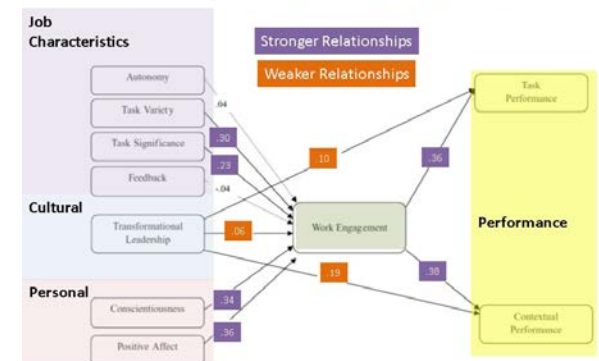 Job
Characteristics
Stronger Relationships
Weaker Relationships
Autonomy
Task Variety
Task Significance
Feedback
.04
.30
.23
-.04
.10
.36
Task
Performance
Cultural
Transformational
Leadership
.06
Work Engagement
Performance
.19
.38
Personal
Conscientiousness
.34
Positive Affect
.36
Contextual
Performance